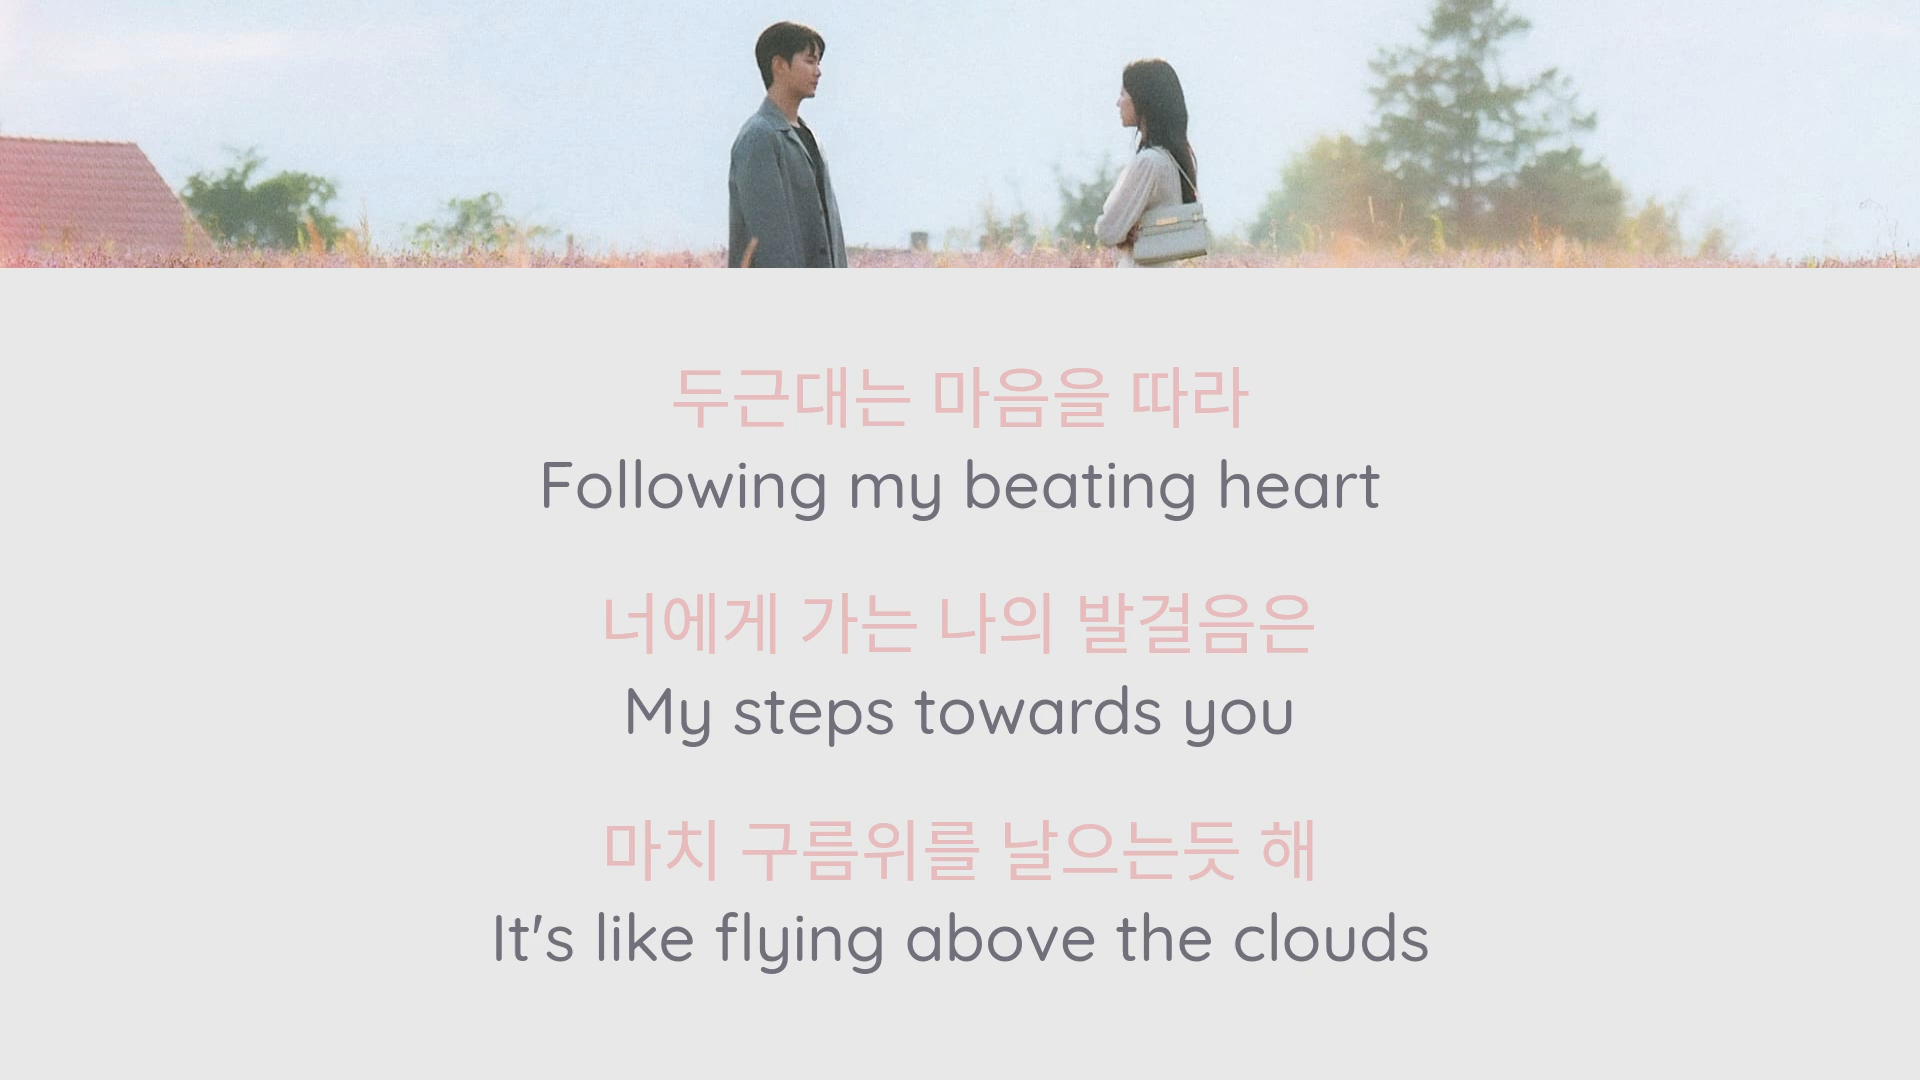 두근대는 마음을 따라
Following my beating heart
너에게 가는 나의 발걸음은
My steps towards you
마치 구름위를 날으는듯 해
It's like flying above the clouds